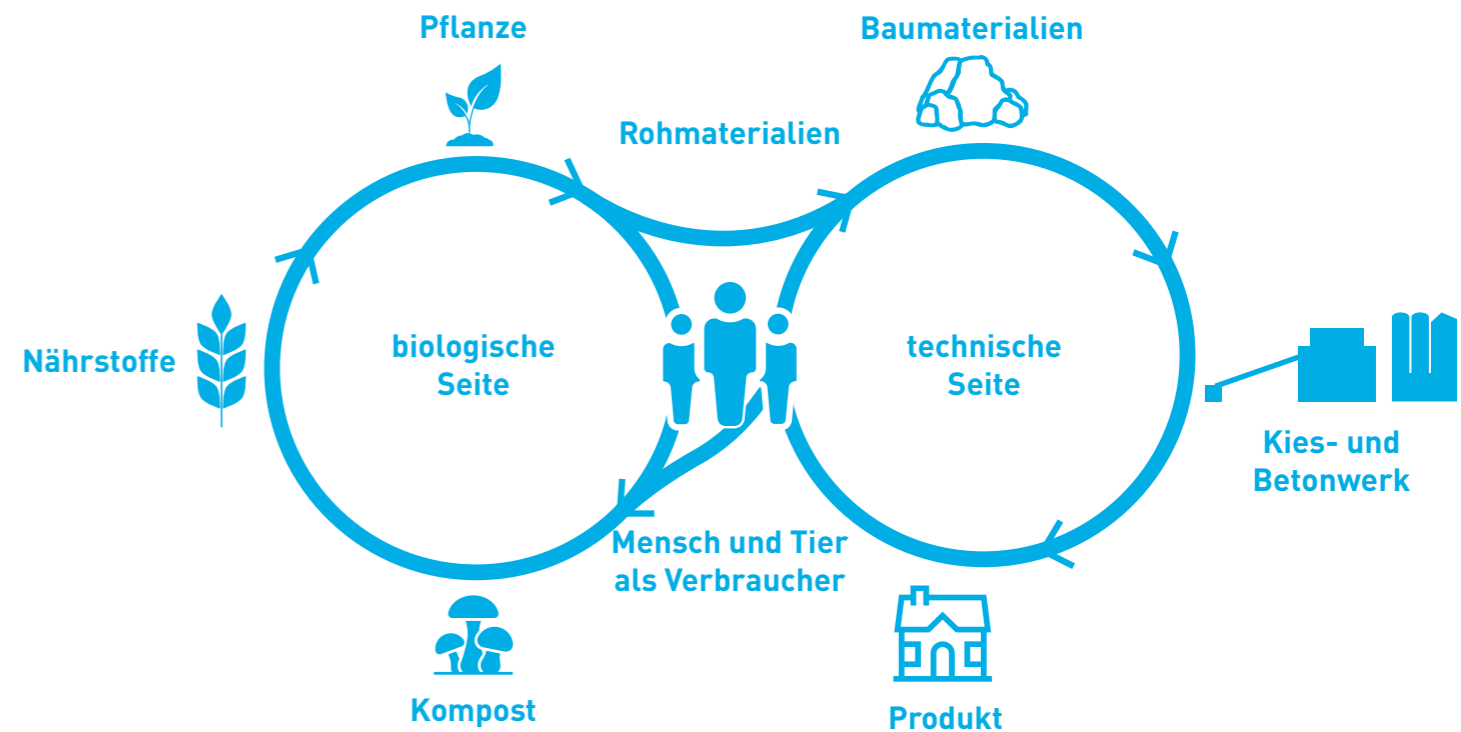 Pflanze
Baumaterialien
Rohmaterialien
Nährstoffe
biologische
Seite
technische
Seite
Kies- und
Betonwerk
Mensch und Tier
als Verbraucher
Kompost
Produkt